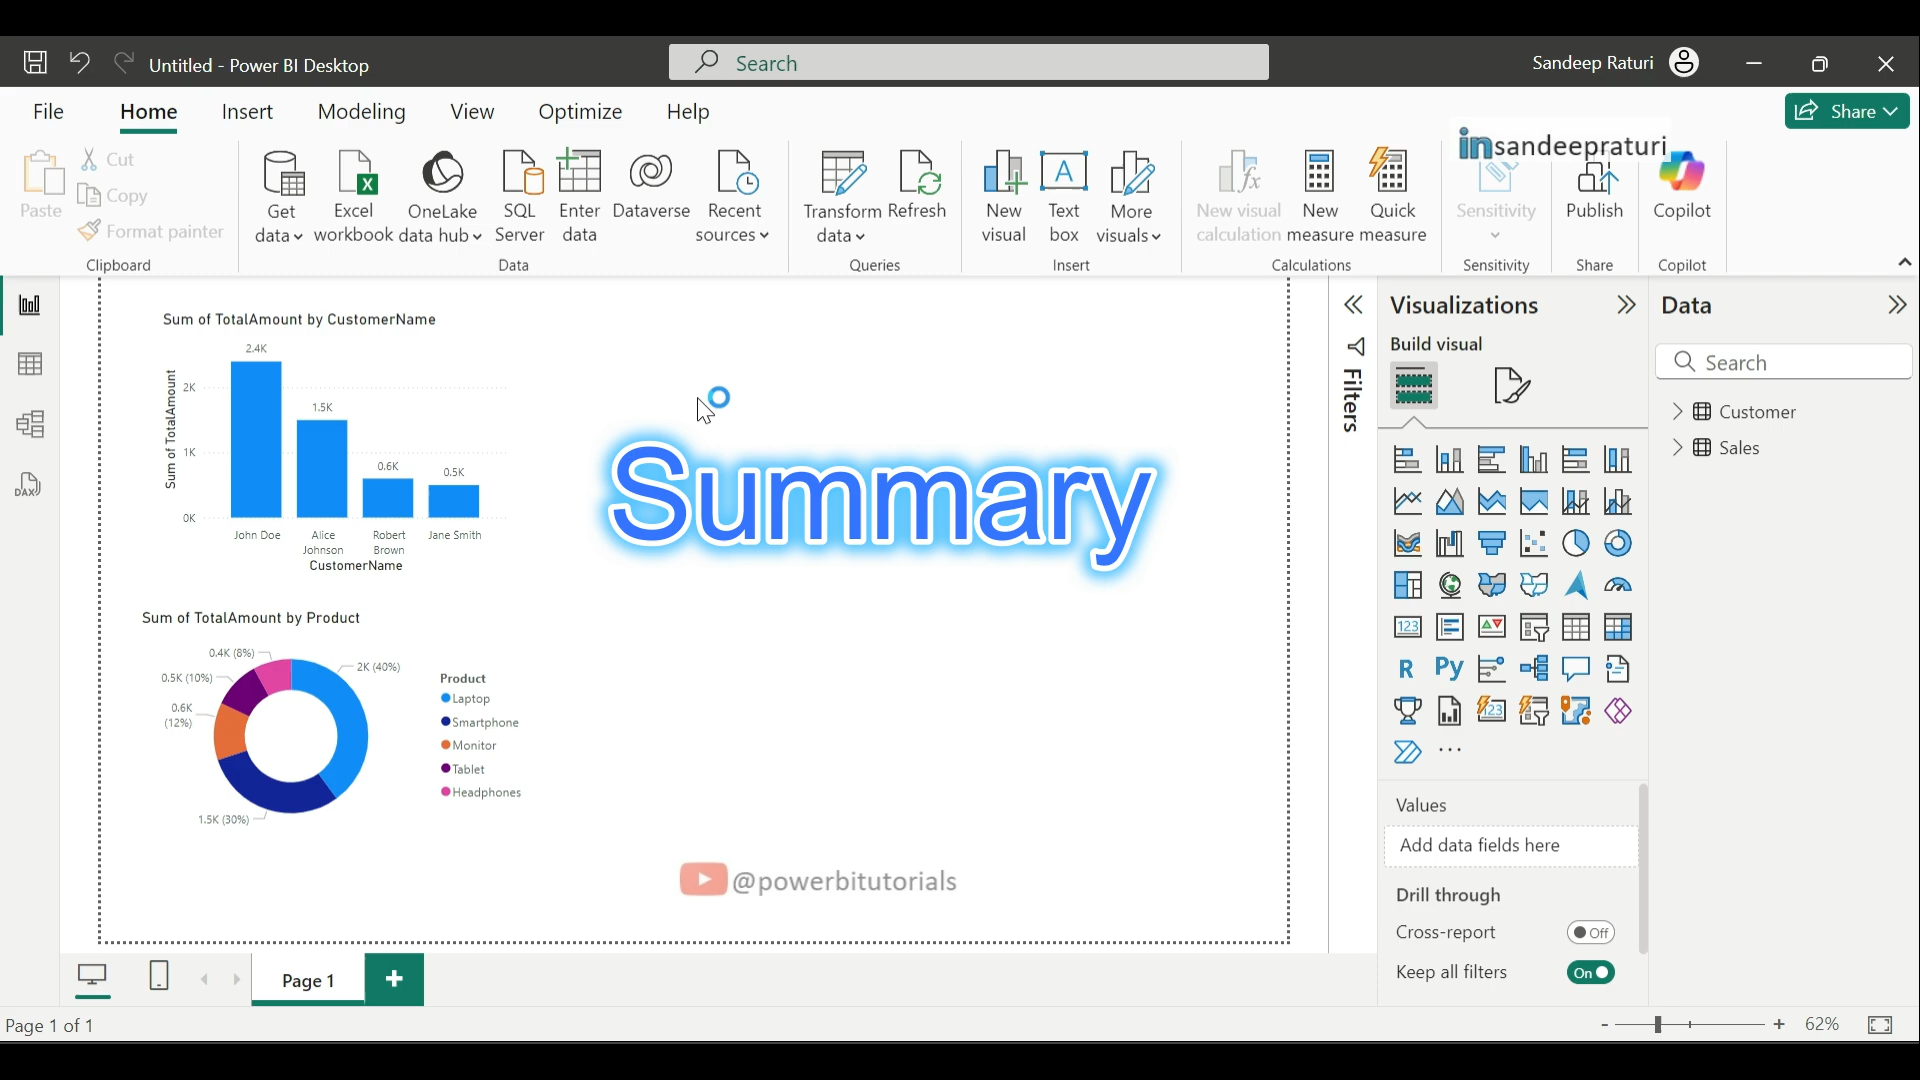 Untitled - Power BI Desktop
Search
Sandeep Raturi
File Home Insert Modeling View Optimize Help
Share
insandeepraturi
Paste
Cut
Copy
Format painter
Clipboard
Get data
Excel workbook
OneLake data hub
SQL Server
Enter data
Dataverse
Recent sources
Data
Transform data
Refresh
Queries
New visual
Text box
More visuals
Insert
New visual calculation
New measure
Quick measure
Calculations
Sensitivity
Sensitivity
Publish
Share
Copilot
Copilot
DAX
Sum of TotalAmount by CustomerName
Sum of TotalAmount
2K
1K
0K
2.4K
1.5K
0.6K
0.5K
John Doe
Alice Johnson
Robert Brown
Jane Smith
CustomerName
Summary
Sum of TotalAmount by Product
0.4K (8%)
2K (40%)
0.5K (10%)
0.6K
(12%)
1.5K (30%)
Product
Laptop
Smartphone
Monitor
Tablet
Headphones
@powerbitutorials
Filters
Visualizations
Build visual
123
R
Py
123
Values
Add data fields here
Drill through
Cross-report
Off
Keep all filters
On
Data
Search
Customer
Sales
Page 1
Page 1 of 1
62%